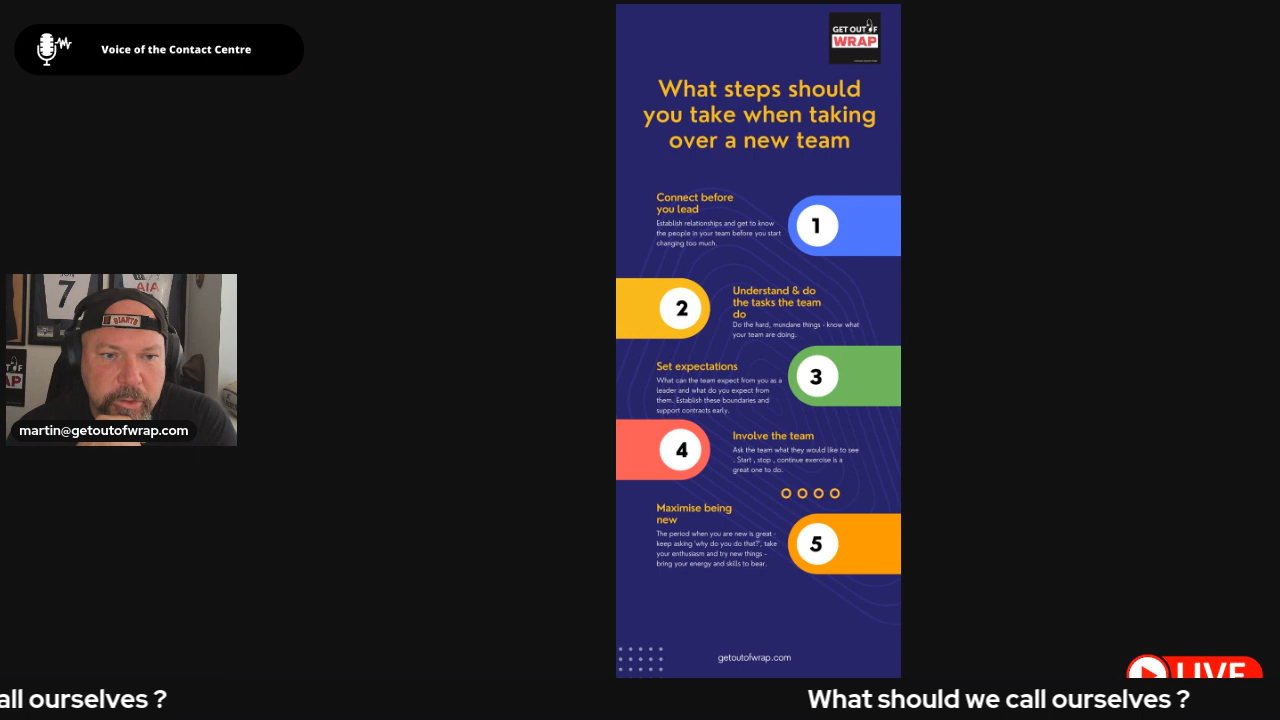 Voice of the Contact Centre
GET OUT OF
WRAP
What steps should
you take when taking
over a new team
Connect before
you lead
Establish relationships and get to know
the people in your team before you start
changing too much.
1
2
Understand & do
the tasks the team
do
Do the hard, mundane things - know what
your team are doing.
Set expectations
What can the team expect from you as a
leader and what do you expect from
them. Establish these boundaries and
support contracts early.
3
4
Involve the team
Ask the team what they would like to see
. Start , stop , continue exercise is a
great one to do.
Maximise being
new
The period when you are new is great -
keep asking 'why do you do that?', take
your enthusiasm and try new things -
bring your energy and skills to bear.
5
getoutofwrap.com
7
AIA
GIANTS
martin@getoutofwrap.com
LIVE
all ourselves ?
What should we call ourselves ?